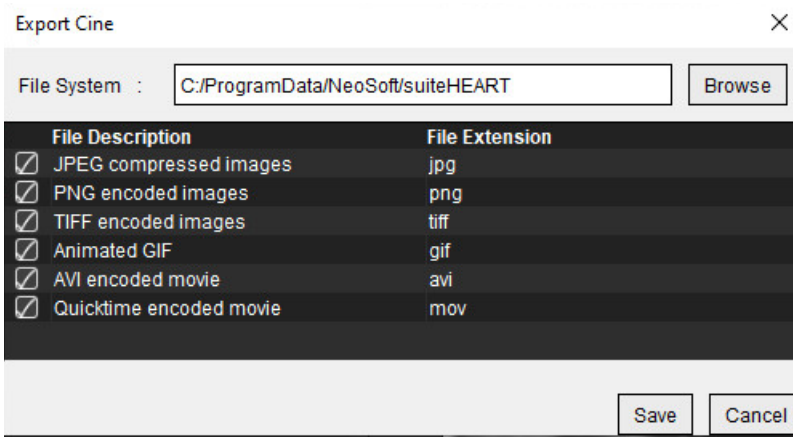 Export Cine
File System : C:/ProgramData/NeoSoft/suiteHEART Browse
File Description File Extension
JPEG compressed images jpg
PNG encoded images png
TIFF encoded images tiff
Animated GIF gif
AVI encoded movie avi
Quicktime encoded movie mov
Save Cancel